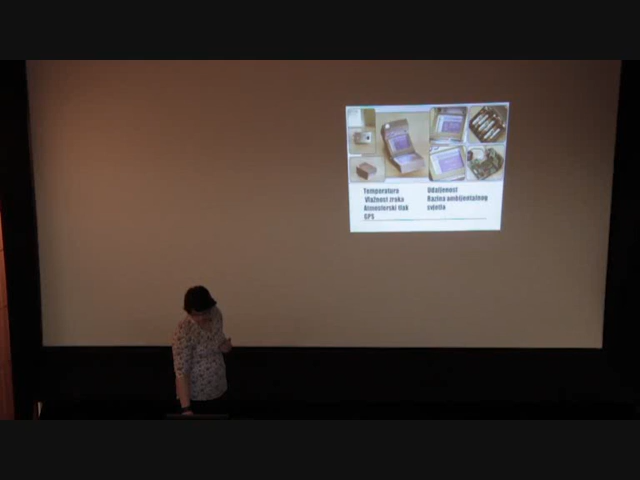 Temperatura
Vlažnost zraka
Atmosferski tlak
GPS
Udaljenost
Razina ambijentalnog
svjetla